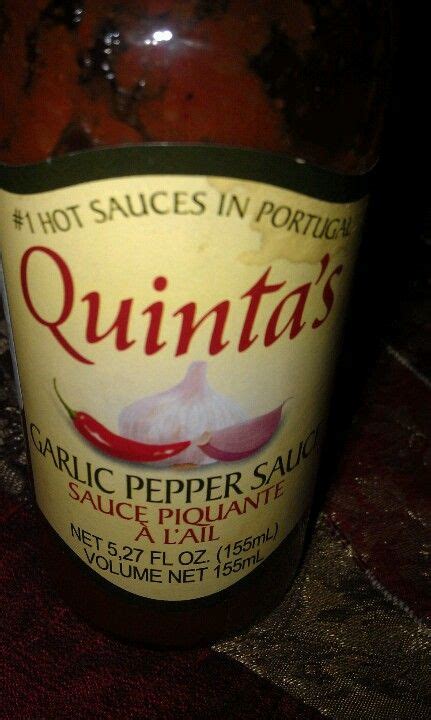 #1 HOT SAUCES IN PORTUGAL
Quinta's
GARLIC PEPPER SAUCE
SAUCE PIQUANTE
À L'AIL
NET 5,27 FL OZ. (155mL)
VOLUME NET 155mL